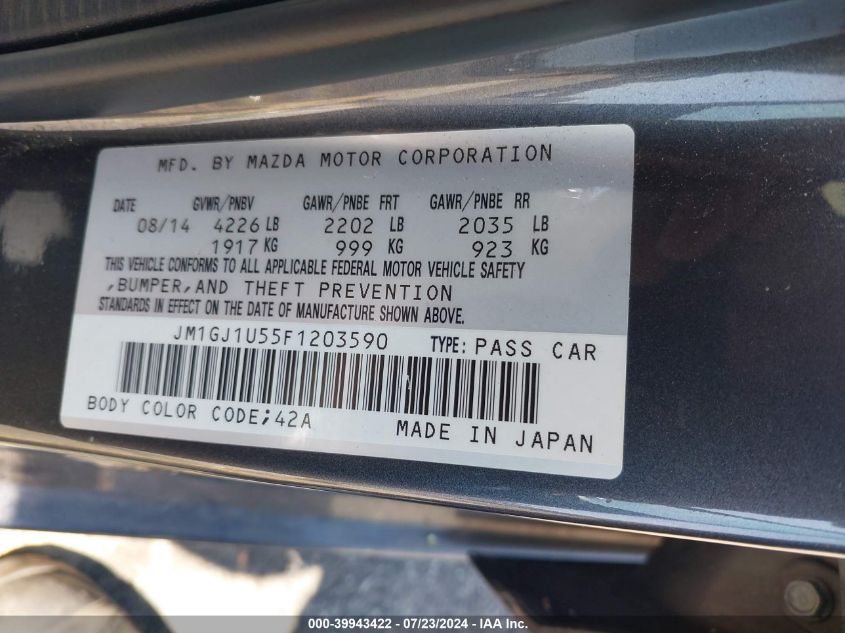 MFD. BY MAZDA MOTOR CORPORATION
DATE GVWR/PNBV GAWR/PNBE FRT GAWR/PNBE RR
08/14 4226 LB 2202 LB 2035 LB
1917 KG 999 KG 923 KG
THIS VEHICLE CONFORMS TO ALL APPLICABLE FEDERAL MOTOR VEHICLE SAFETY
,BUMPER,AND THEFT PREVENTION
STANDARDS IN EFFECT ON THE DATE OF MANUFACTURE SHOWN ABOVE.
JM1GJ1U55F1203590 TYPE: PASS CAR
BODY COLOR CODE;42A
MADE IN JAPAN
000-39943422 - 07/23/2024 - IAAI.COM